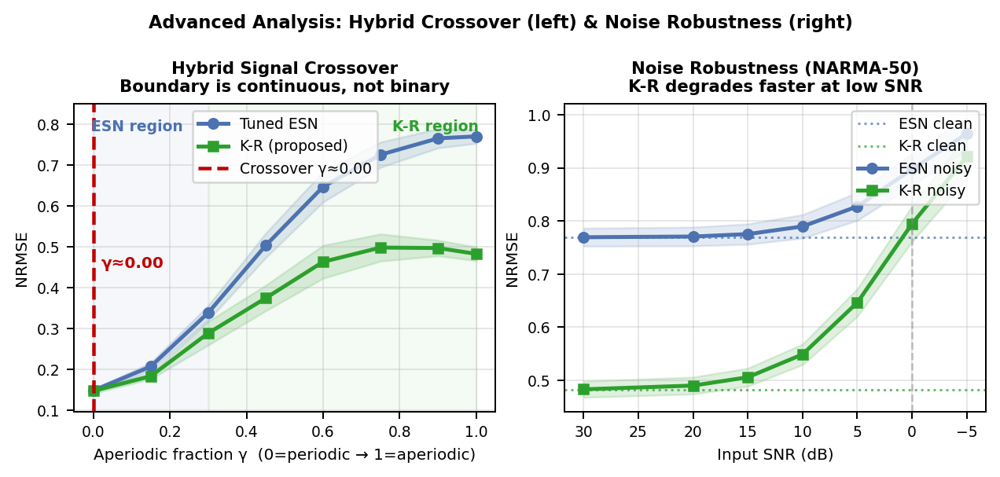 Advanced Analysis: Hybrid Crossover (left) & Noise Robustness (right)
Hybrid Signal Crossover
Boundary is continuous, not binary
ESN region
K-R region
Tuned ESN
K-R (proposed)
Crossover γ≈0.00
γ≈0.00
NRMSE
0.8
0.7
0.6
0.5
0.4
0.3
0.2
0.1
0.0
0.2
0.4
0.6
0.8
1.0
Aperiodic fraction γ (0=periodic → 1=aperiodic)
Noise Robustness (NARMA-50)
K-R degrades faster at low SNR
ESN clean
K-R clean
ESN noisy
K-R noisy
NRMSE
1.0
0.9
0.8
0.7
0.6
0.5
30
25
20
15
10
5
0
−5
Input SNR (dB)